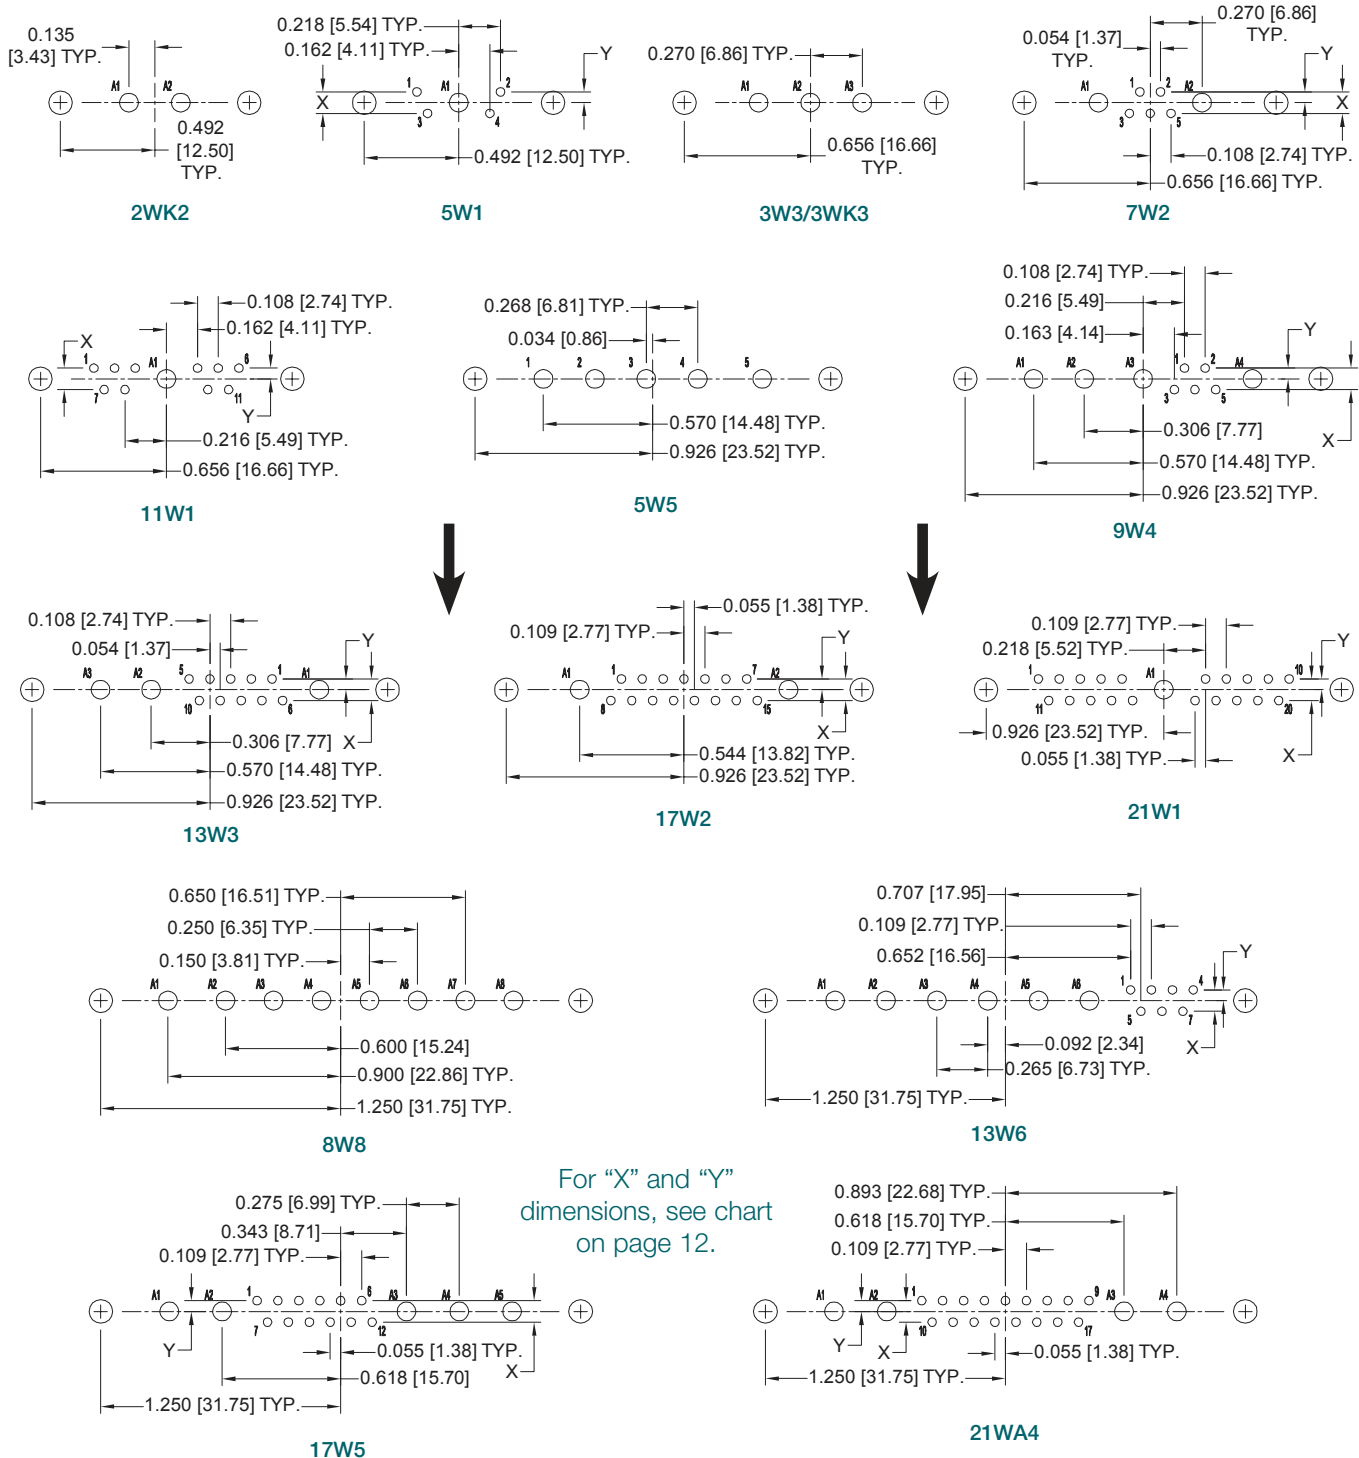 0.135
[3.43] TYP.
A1 A2
0.492
[12.50]
TYP.
2WK2
0.218 [5.54] TYP.
0.162 [4.11] TYP.
Y
1 A1 2
X
3 4
0.492 [12.50] TYP.
5W1
0.270 [6.86] TYP.
A1 A2 A3
0.656 [16.66]
TYP.
3W3/3WK3
0.270 [6.86]
TYP.
0.054 [1.37]
TYP.
Y
A1 1 2 A2
X
3 5
0.108 [2.74] TYP.
0.656 [16.66] TYP.
7W2
0.108 [2.74] TYP.
0.162 [4.11] TYP.
X
1 A1 6
7 11
Y
0.216 [5.49] TYP.
0.656 [16.66] TYP.
11W1
0.268 [6.81] TYP.
0.034 [0.86]
1 2 3 4 5
0.570 [14.48] TYP.
0.926 [23.52] TYP.
5W5
0.108 [2.74] TYP.
0.216 [5.49]
0.163 [4.14]
Y
A1 A2 A3 1 2 A4
3 5
X
0.306 [7.77]
0.570 [14.48] TYP.
0.926 [23.52] TYP.
9W4
0.108 [2.74] TYP.
0.054 [1.37]
Y
A3 A2 5 1 A1
10 6
X
0.306 [7.77]
0.570 [14.48] TYP.
0.926 [23.52] TYP.
13W3
0.055 [1.38] TYP.
0.109 [2.77] TYP.
Y
A1 1 7 A2
8 15
X
0.544 [13.82] TYP.
0.926 [23.52] TYP.
17W2
0.109 [2.77] TYP.
0.218 [5.52] TYP.
Y
1 A1 10
11 20
0.926 [23.52] TYP.
0.055 [1.38] TYP.
X
21W1
0.650 [16.51] TYP.
0.250 [6.35] TYP.
0.150 [3.81] TYP.
A1 A2 A3 A4 A5 A6 A7 A8
0.600 [15.24]
0.900 [22.86] TYP.
1.250 [31.75] TYP.
8W8
0.707 [17.95]
0.109 [2.77] TYP.
0.652 [16.56]
Y
A1 A2 A3 A4 A5 A6 1 4
5 7
X
0.092 [2.34]
0.265 [6.73] TYP.
1.250 [31.75] TYP.
13W6
For “X” and “Y”
dimensions, see chart
on page 12.
0.275 [6.99] TYP.
0.343 [8.71]
0.109 [2.77] TYP.
A1 A2 1 6 A3 A4 A5
7 12
Y
0.055 [1.38] TYP.
X
0.618 [15.70]
1.250 [31.75] TYP.
17W5
0.893 [22.68] TYP.
0.618 [15.70] TYP.
0.109 [2.77] TYP.
A1 A2 1 9 A3 A4
10 17
Y X
0.055 [1.38] TYP.
1.250 [31.75] TYP.
21WA4